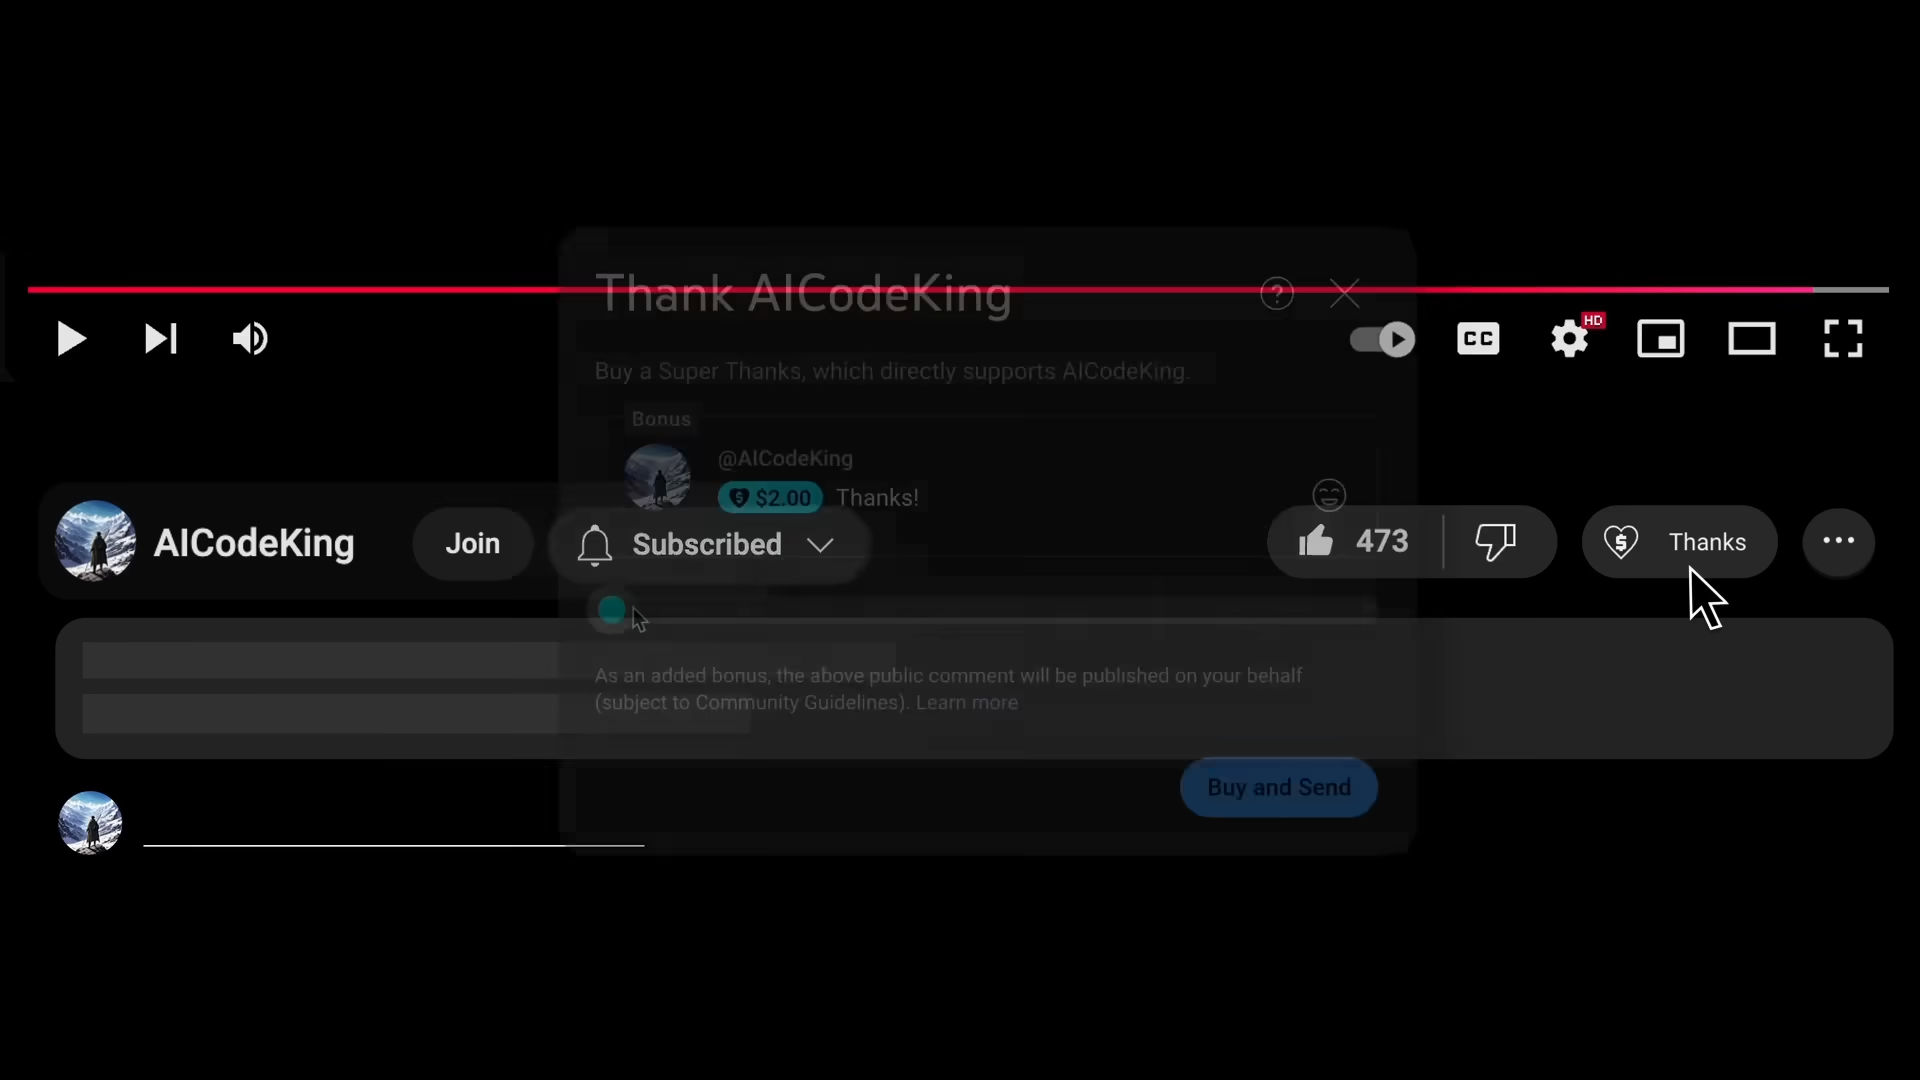 Thank AICodeKing
HD
CC
Buy a Super Thanks, which directly supports AICodeKing.
Bonus
@AICodeKing
$2.00 Thanks!
AICodeKing
Join
Subscribed
473
Thanks
As an added bonus, the above public comment will be published on your behalf
(subject to Community Guidelines). Learn more
Buy and Send